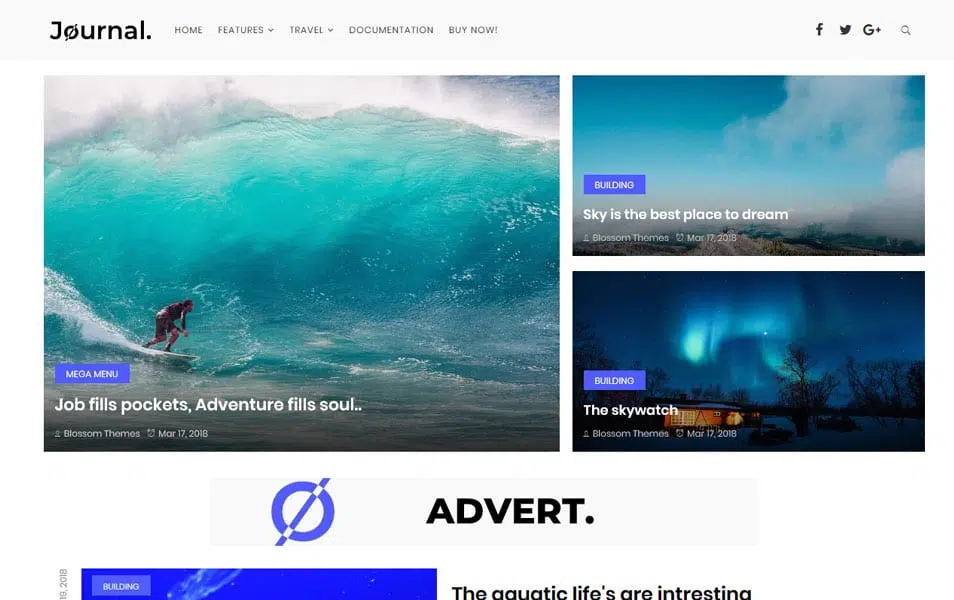 Jøurnal. HOME FEATURES TRAVEL DOCUMENTATION BUY NOW!
MEGA MENU
Job fills pockets, Adventure fills soul..
Blossom Themes Mar 17, 2018
BUILDING
Sky is the best place to dream
Blossom Themes Mar 17, 2018
BUILDING
The skywatch
Blossom Themes Mar 17, 2018
ADVERT.
19, 2018
BUILDING
The aquatic life's are intresting